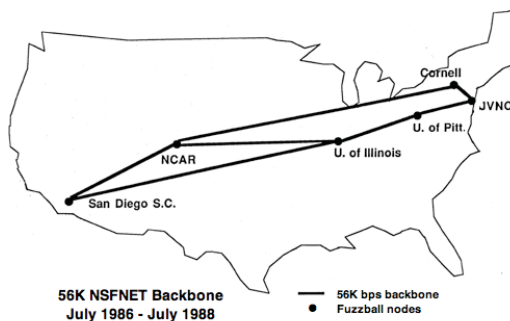 Cornell
JVNC
U. of Pitt.
U. of Illinois
NCAR
San Diego S.C.
56K NSFNET Backbone
July 1986 - July 1988
56K bps backbone
Fuzzball nodes